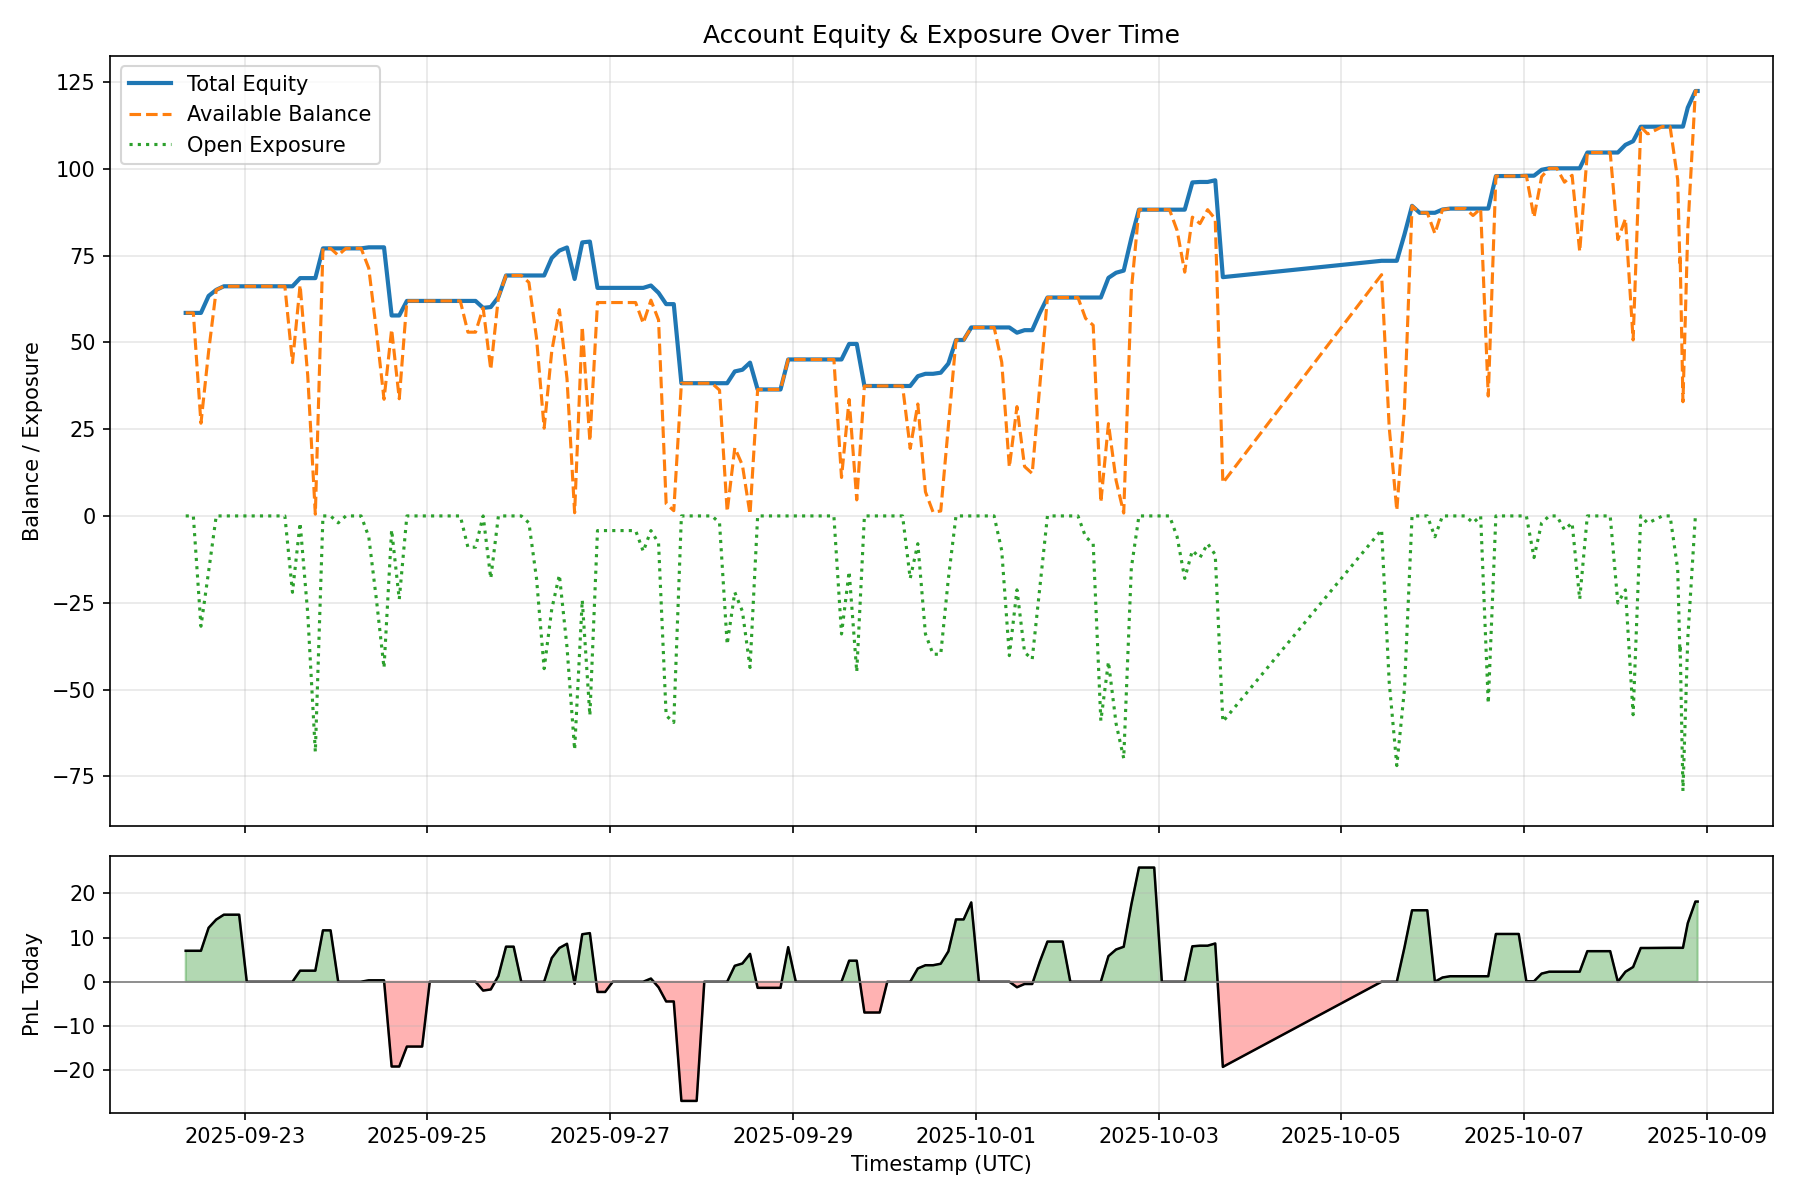 Account Equity & Exposure Over Time
Total Equity
Available Balance
Open Exposure
125
100
75
50
25
0
−25
−50
−75
Balance / Exposure
20
10
0
−10
−20
PnL Today
2025-09-23 2025-09-25 2025-09-27 2025-09-29 2025-10-01 2025-10-03 2025-10-05 2025-10-07 2025-10-09
Timestamp (UTC)